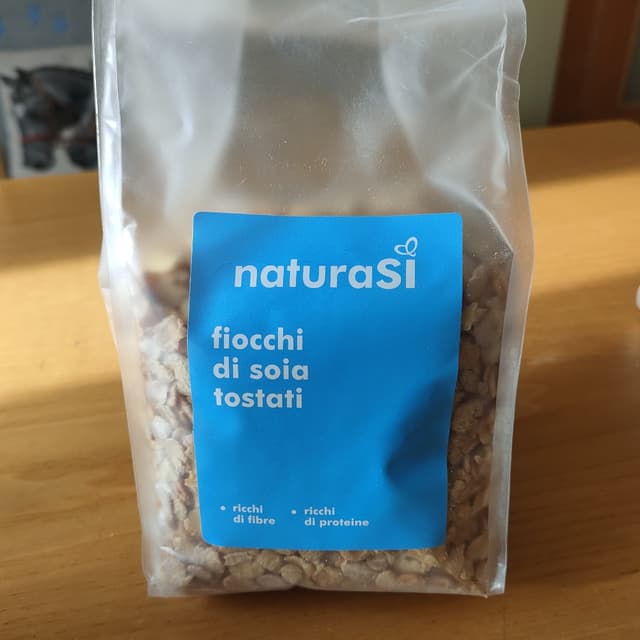 naturaSì
fiocchi
di soia
tostati
• ricchi
di fibre
• ricchi
di proteine